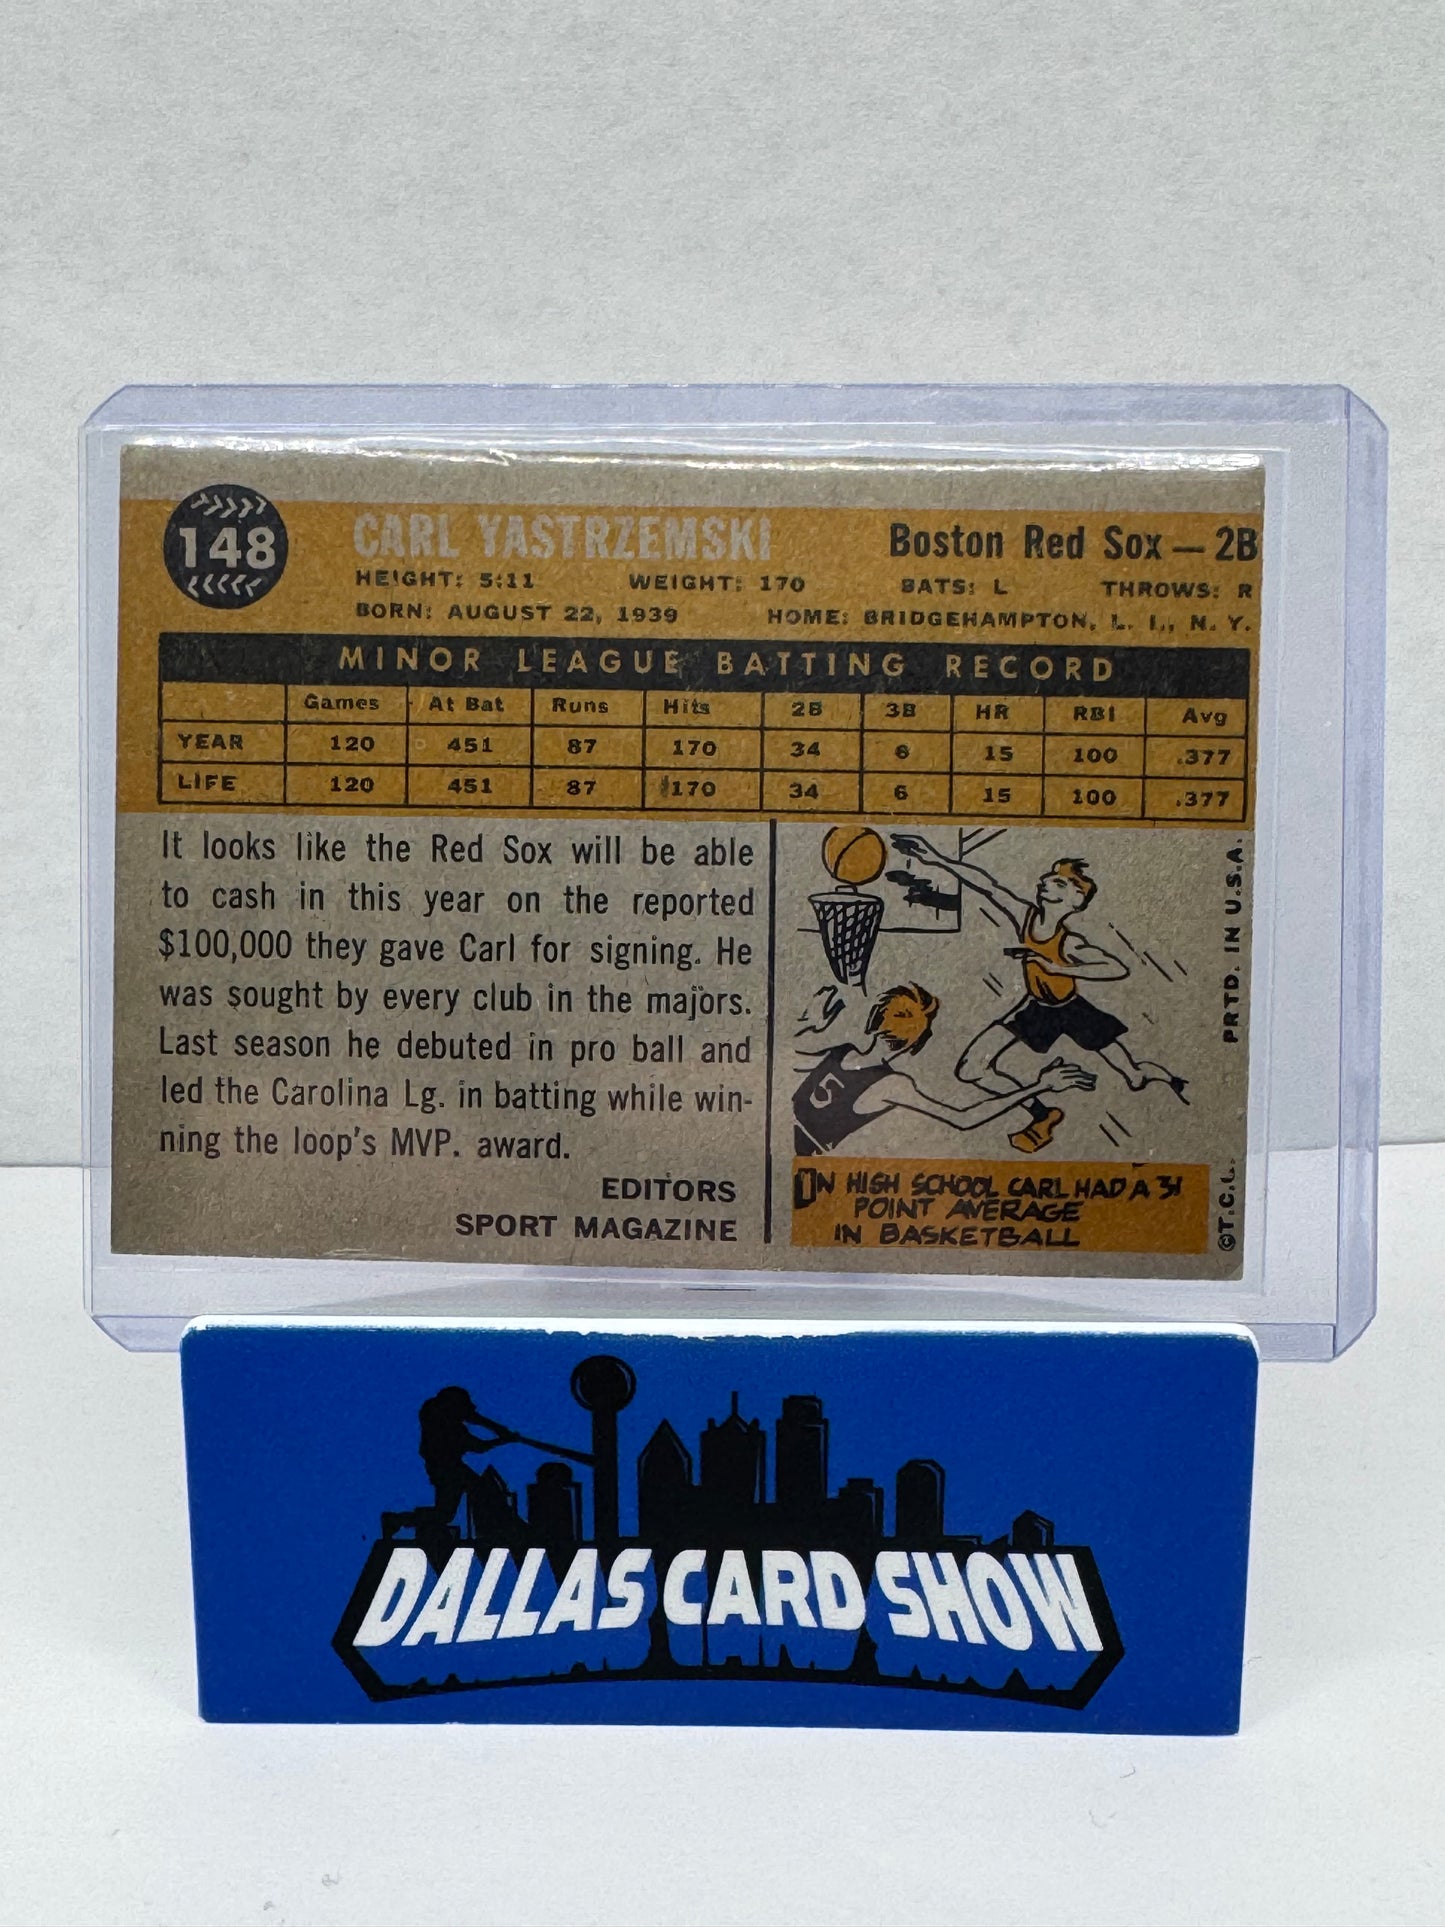 148
CARL YASTRZEMSKI Boston Red Sox — 2B
HEIGHT: 5:11 WEIGHT: 170 BATS: L THROWS: R
BORN: AUGUST 22, 1939 HOME: BRIDGEHAMPTON, L. I., N. Y.
MINOR LEAGUE BATTING RECORD
Games At Bat Runs Hits 2B 3B HR RBI Avg
YEAR 120 451 87 170 34 6 15 100 .377
LIFE 120 451 87 170 34 6 15 100 .377
It looks like the Red Sox will be able
to cash in this year on the reported
$100,000 they gave Carl for signing. He
was sought by every club in the majors.
Last season he debuted in pro ball and
led the Carolina Lg. in batting while win-
ning the loop's MVP. award.
EDITORS
SPORT MAGAZINE
5
IN HIGH SCHOOL CARL HAD A 31
POINT AVERAGE
IN BASKETBALL
©T.C.G. PRTD. IN U.S.A.
DALLAS CARD SHOW